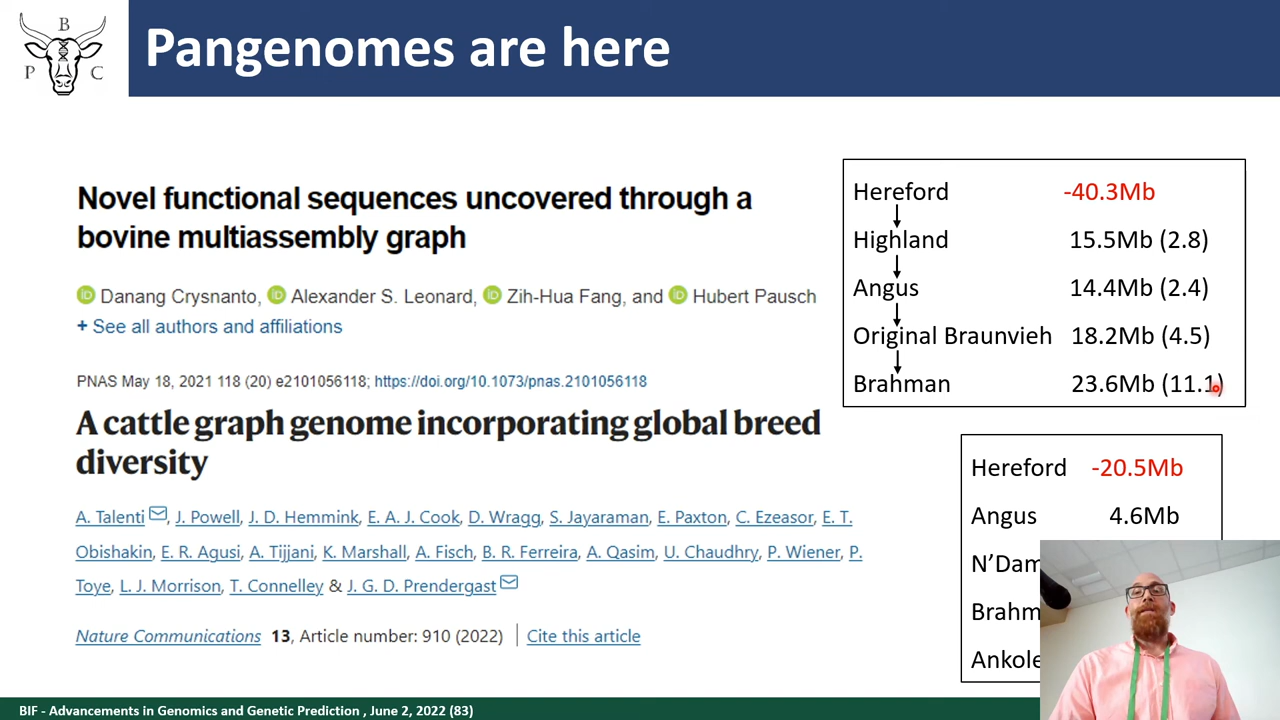 B
P C
Pangenomes are here
Novel functional sequences uncovered through a
bovine multiassembly graph
Danang Crysnanto, Alexander S. Leonard, Zih-Hua Fang, and Hubert Pausch
+ See all authors and affiliations
PNAS May 18, 2021 118 (20) e2101056118; https://doi.org/10.1073/pnas.2101056118
A cattle graph genome incorporating global breed
diversity
A. Talenti, J. Powell, J. D. Hemmink, E. A. J. Cook, D. Wragg, S. Jayaraman, E. Paxton, C. Ezeasor, E. T.
Obishakin, E. R. Agusi, A. Tijjani, K. Marshall, A. Fisch, B. R. Ferreira, A. Qasim, U. Chaudhry, P. Wiener, P.
Toye, L. J. Morrison, T. Connelley & J. G. D. Prendergast
Nature Communications 13, Article number: 910 (2022) Cite this article
Hereford -40.3Mb
Highland 15.5Mb (2.8)
Angus 14.4Mb (2.4)
Original Braunvieh 18.2Mb (4.5)
Brahman 23.6Mb (11.1)
Hereford -20.5Mb
Angus 4.6Mb
N'Dam
Brahm
Ankole
BIF - Advancements in Genomics and Genetic Prediction , June 2, 2022 (83)